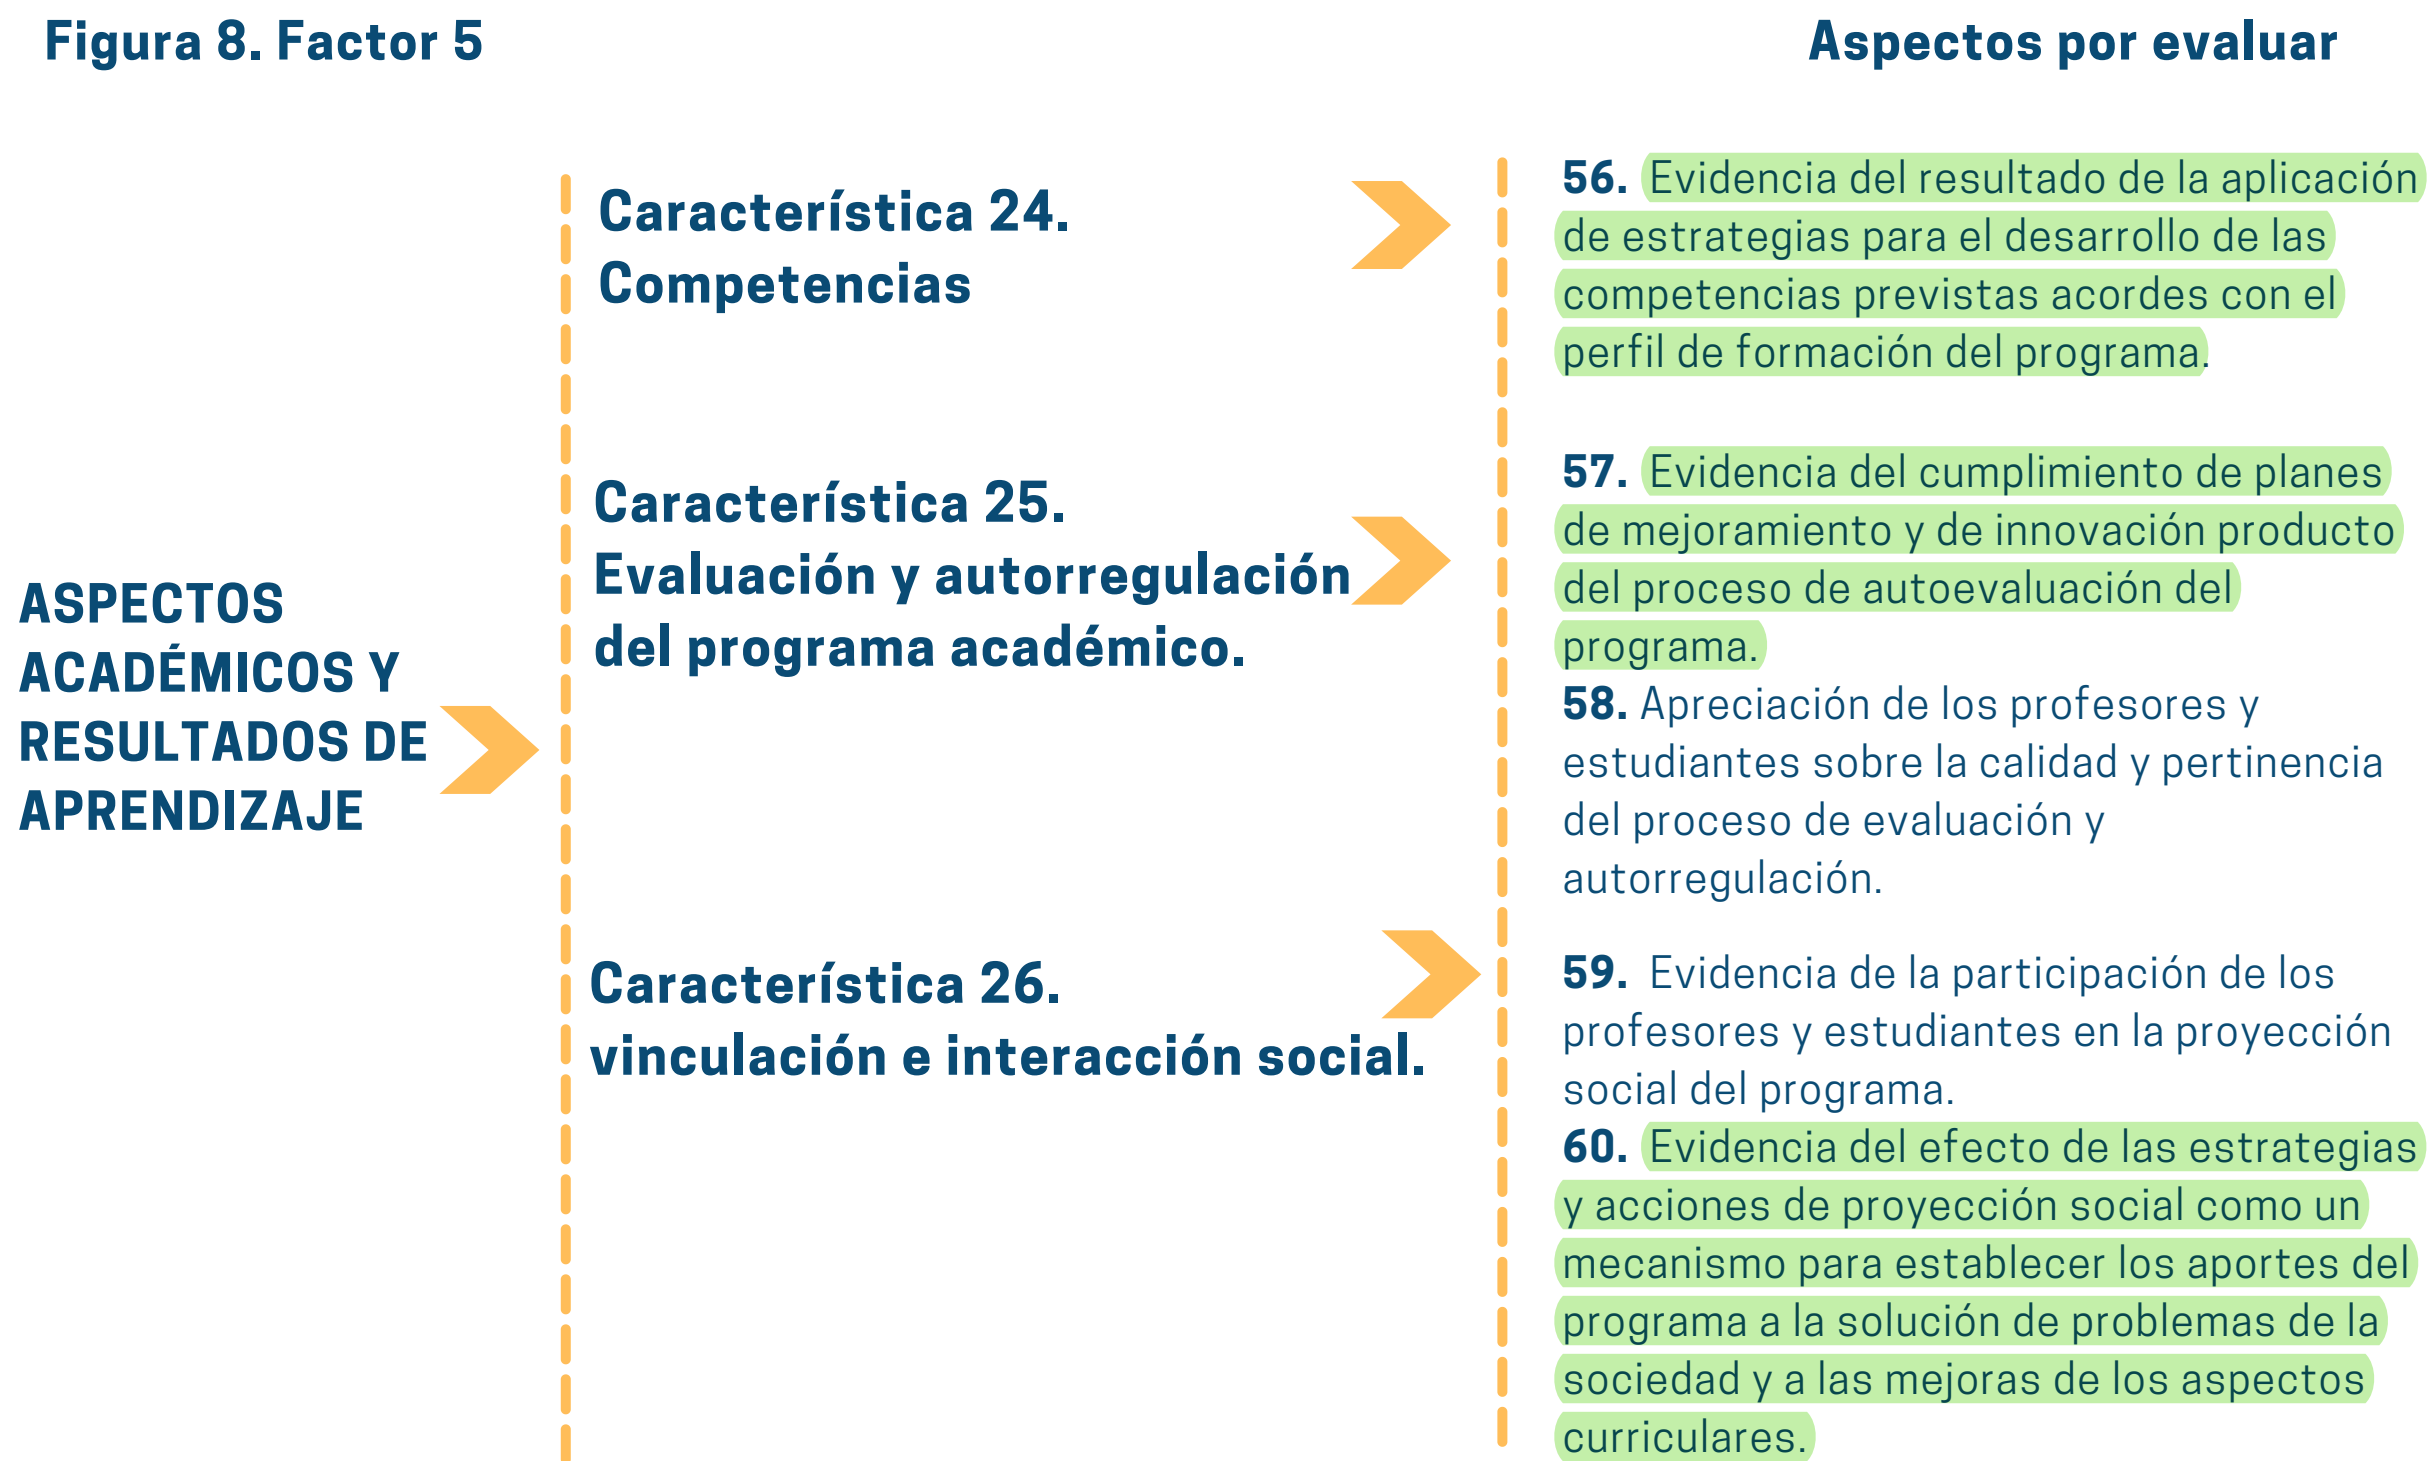 Figura 8. Factor 5
Aspectos por evaluar
ASPECTOS
ACADÉMICOS Y
RESULTADOS DE
APRENDIZAJE
Característica 24.
Competencias
56. Evidencia del resultado de la aplicación
de estrategias para el desarrollo de las
competencias previstas acordes con el
perfil de formación del programa.
Característica 25.
Evaluación y autorregulación
del programa académico.
57. Evidencia del cumplimiento de planes
de mejoramiento y de innovación producto
del proceso de autoevaluación del
programa.
58. Apreciación de los profesores y
estudiantes sobre la calidad y pertinencia
del proceso de evaluación y
autorregulación.
Característica 26.
vinculación e interacción social.
59. Evidencia de la participación de los
profesores y estudiantes en la proyección
social del programa.
60. Evidencia del efecto de las estrategias
y acciones de proyección social como un
mecanismo para establecer los aportes del
programa a la solución de problemas de la
sociedad y a las mejoras de los aspectos
curriculares.